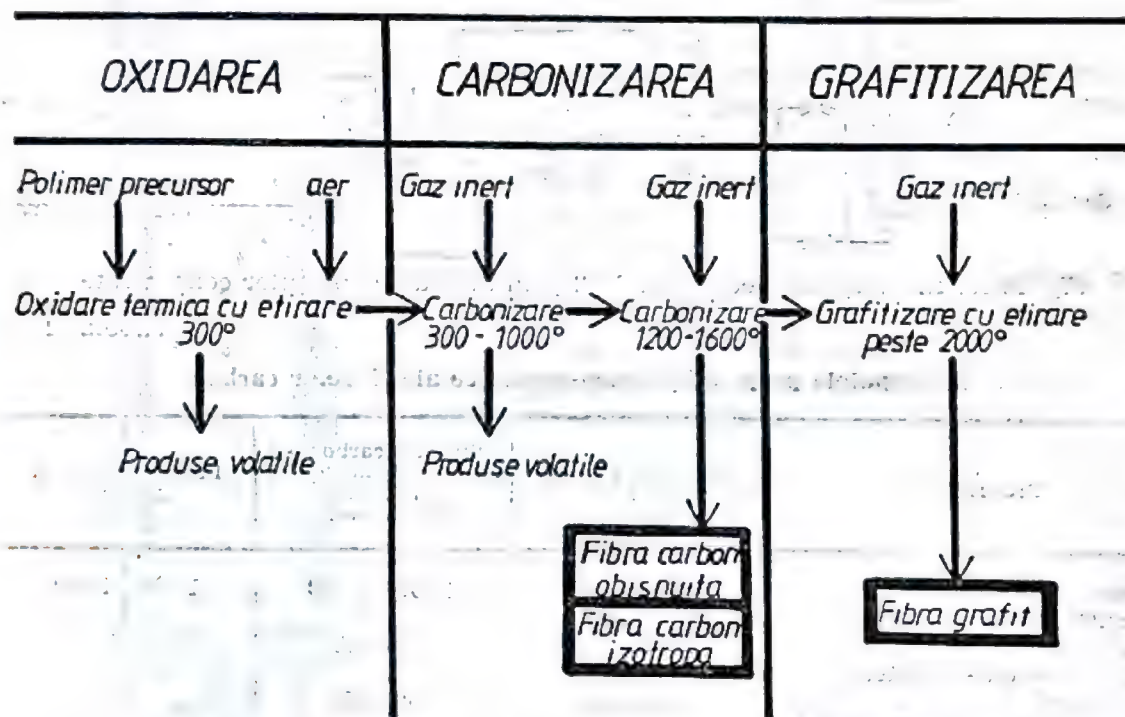 OXIDAREA
CARBONIZAREA
GRAFITIZAREA
Polimer precursor
aer
Gaz inert
Gaz inert
Gaz inert
Oxidare termica cu etirare
300°
Carbonizare
300-1000°
Carbonizare
1200-1600°
Grafitizare cu etirare
peste 2000°
Produse volatile
Produse volatile
Fibra carbon
obisnuita
Fibra carbon
izotropa
Fibra grafit